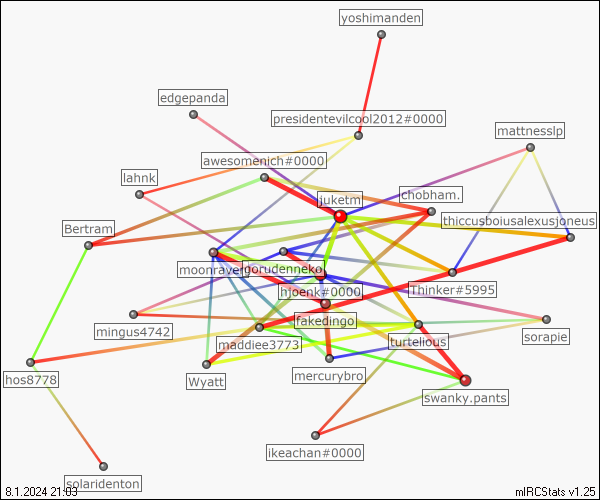 yoshimanden
edgepanda
presidentevilcool2012#0000
mattnesslp
awesomenich#0000
lahnk
juketm
chobham.
thiccusboiusalexusjoneus
Bertram
moonraven
gorudenneko
Thinker#5995
hjoenk#0000
fakedingo
mingus4742
maddiee3773
turtelious
sorapie
hos8778
Wyatt
mercurybro
swanky.pants
ikeachan#0000
solaridenton
8.1.2024 21:03
mIRCStats v1.25